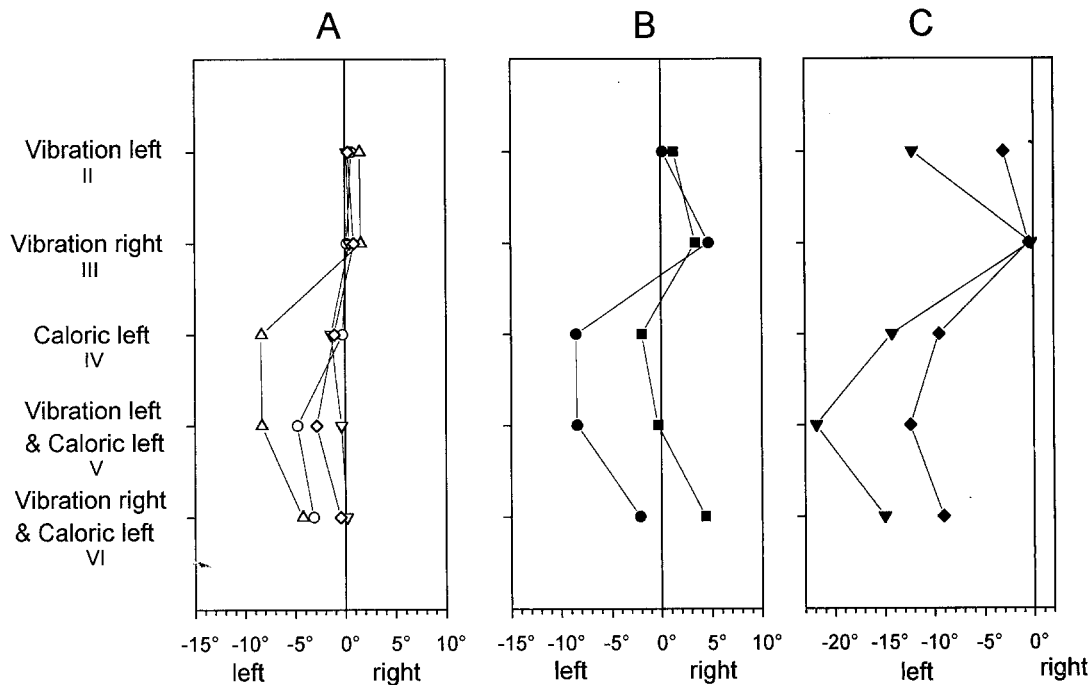 A B C
Vibration left
II
Vibration right
III
Caloric left
IV
Vibration left
& Caloric left
V
Vibration right
& Caloric left
VI
-15° -10° -5° 0° 5° 10° -15° -10° -5° 0° 5° 10° -20° -15° -10° -5° 0°
left right left right left right